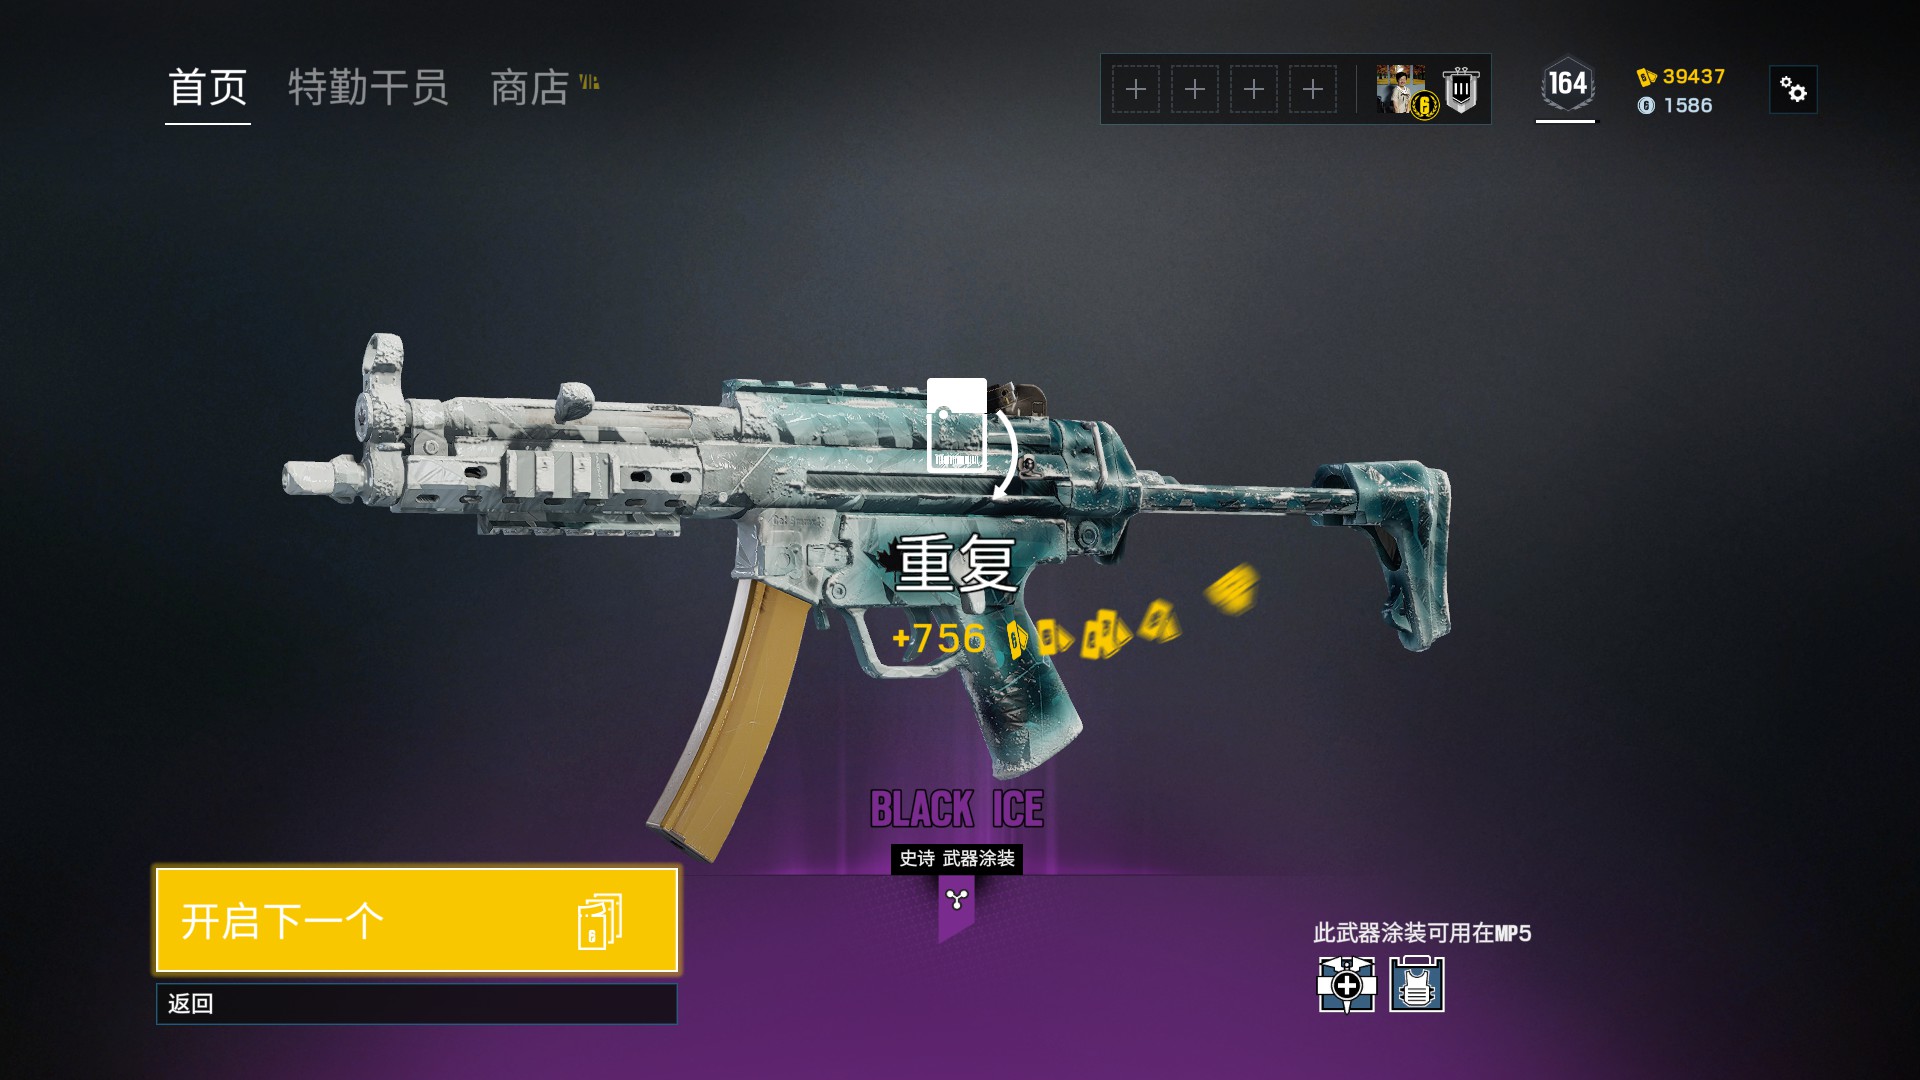 首页
特勤干员
商店
164
39437
1586
重复
+756
BLACK ICE
史诗 武器涂装
开启下一个
返回
此武器涂装可用在MP5